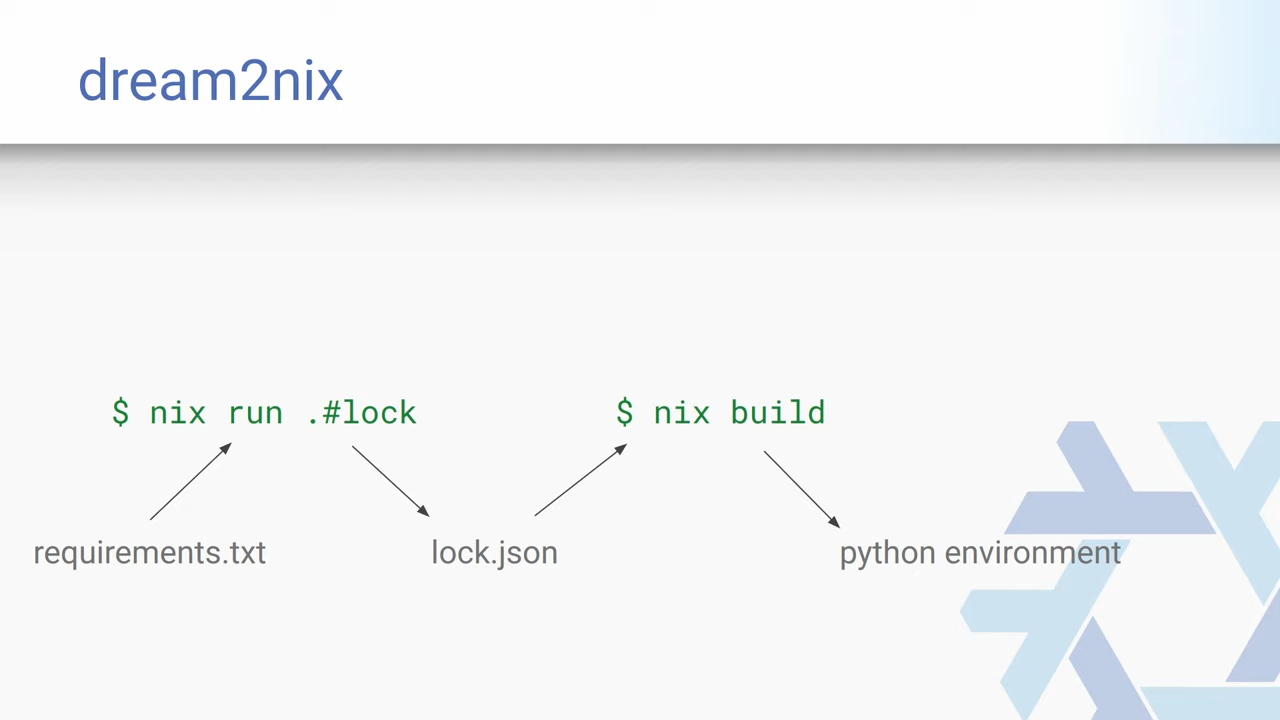 dream2nix
$ nix run .#lock
$ nix build
requirements.txt
lock.json
python environment